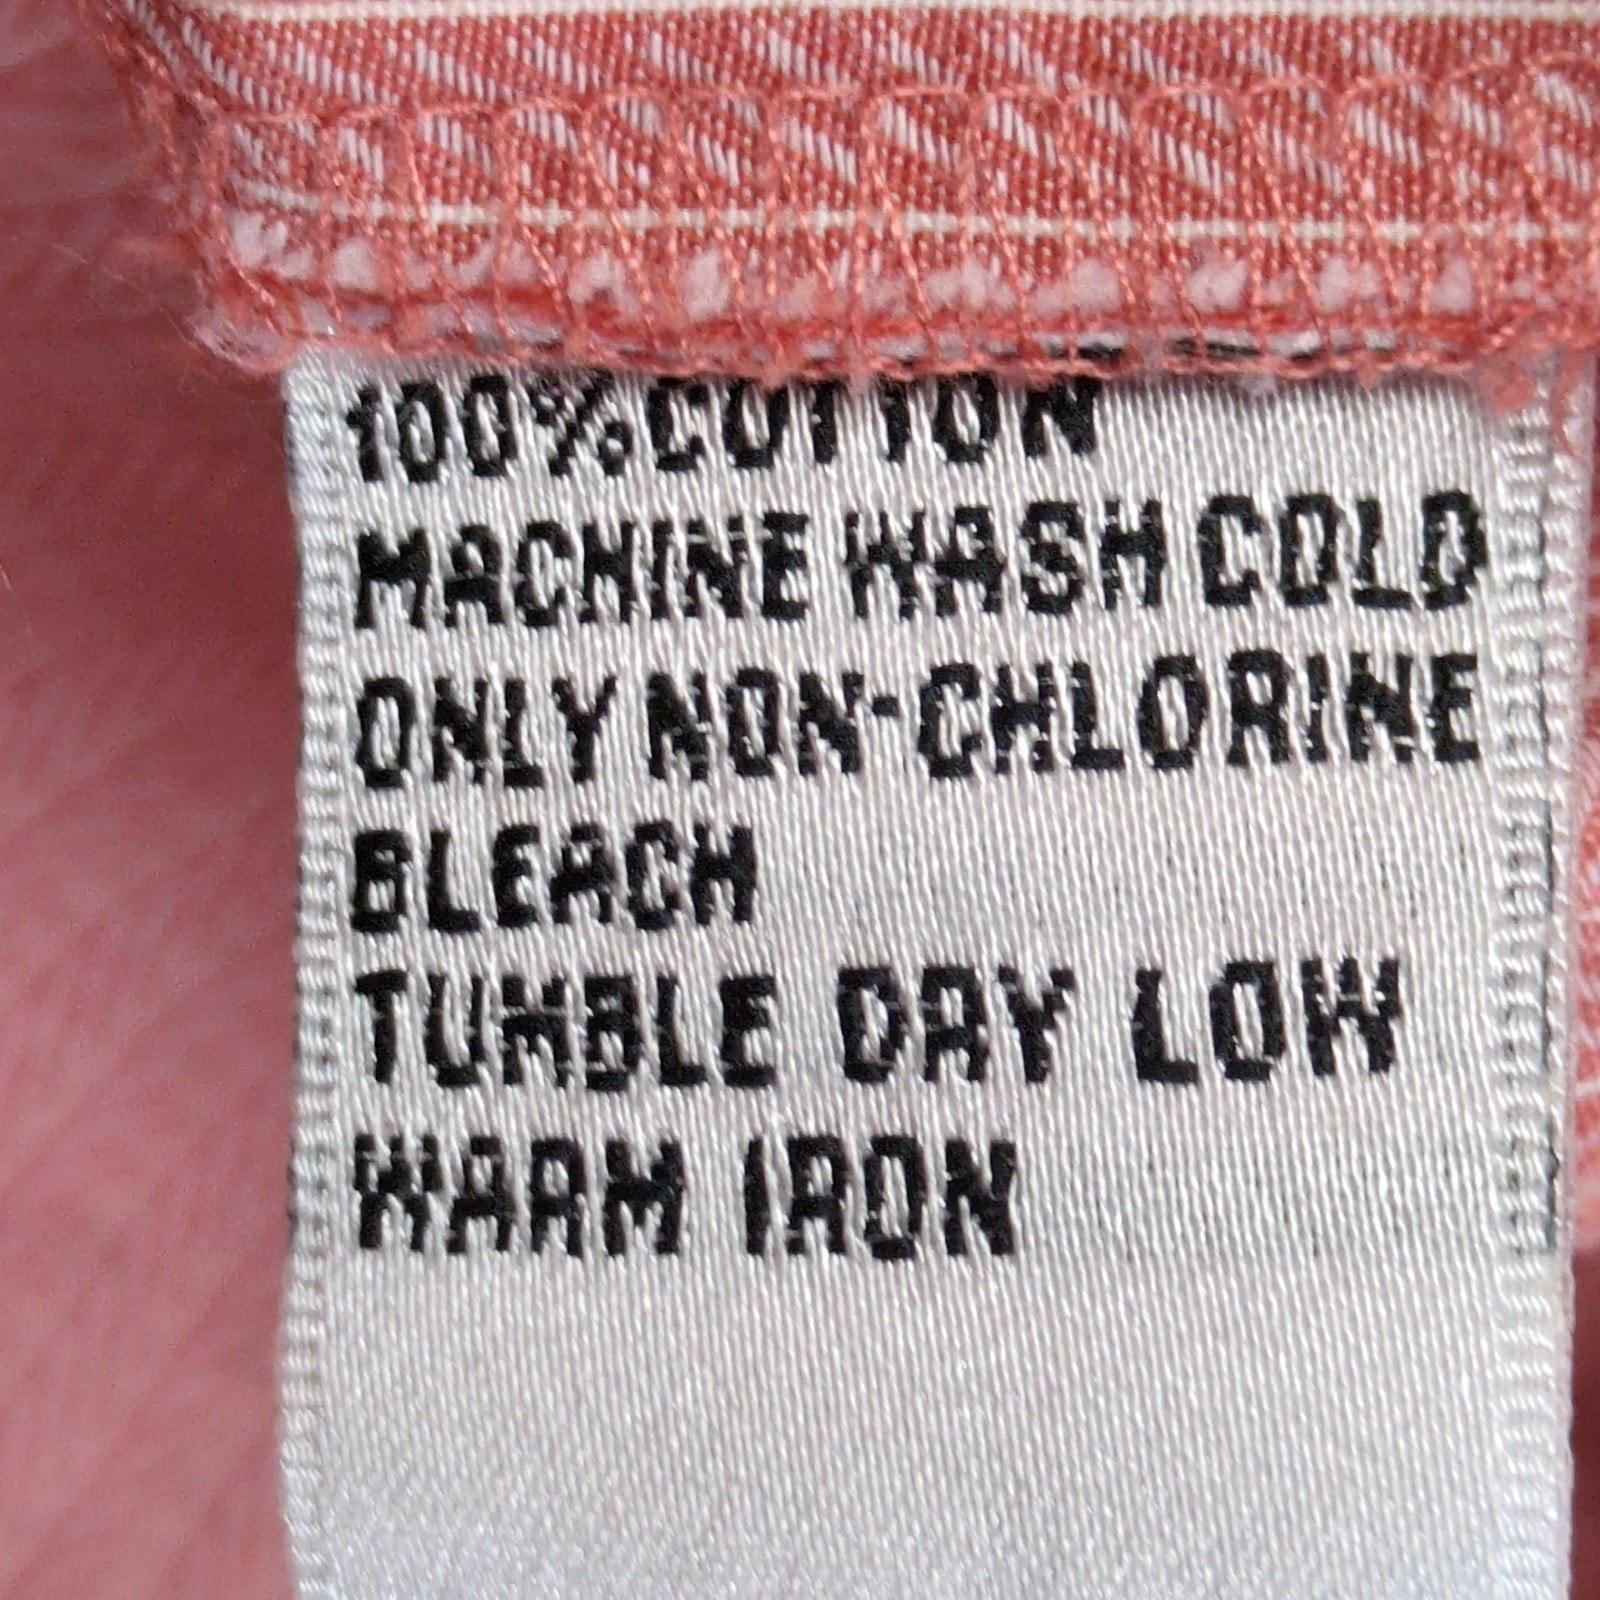 100%COTTON
MACHINE WASH COLD
ONLY NON-CHLORINE
BLEACH
TUMBLE DRY LOW
WARM IRON